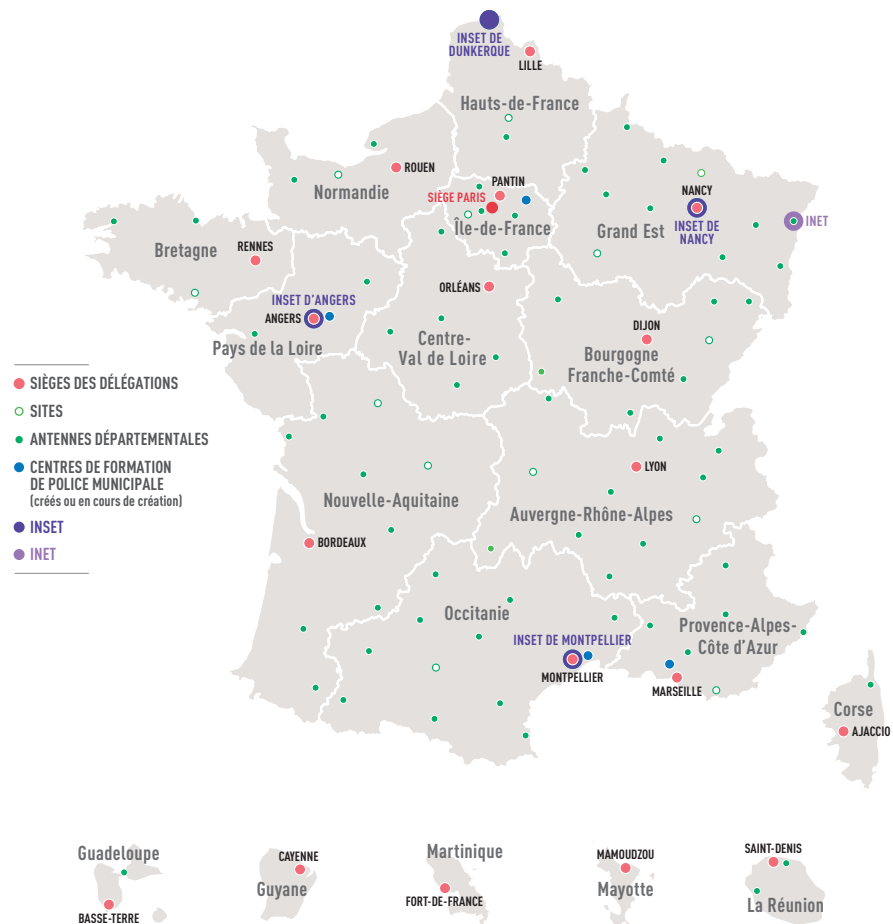 INSET DE
DUNKERQUE
LILLE
Hauts-de-France
ROUEN
Normandie
PANTIN
SIÈGE PARIS
Île-de-France
NANCY
Grand Est
INSET DE
NANCY
INET
Bretagne
RENNES
INSET D'ANGERS
ANGERS
Pays de la Loire
ORLÉANS
Centre-
Val de Loire
DIJON
Bourgogne
Franche-Comté
SIÈGES DES DÉLÉGATIONS
SITES
ANTENNES DÉPARTEMENTALES
CENTRES DE FORMATION
DE POLICE MUNICIPALE
(créés ou en cours de création)
INSET
INET
Nouvelle-Aquitaine
BORDEAUX
LYON
Auvergne-Rhône-Alpes
Occitanie
INSET DE MONTPELLIER
MONTPELLIER
Provence-Alpes-
Côte d'Azur
MARSEILLE
Corse
AJACCIO
Guadeloupe
BASSE-TERRE
CAYENNE
Guyane
Martinique
FORT-DE-FRANCE
MAMOUDZOU
Mayotte
SAINT-DENIS
La Réunion